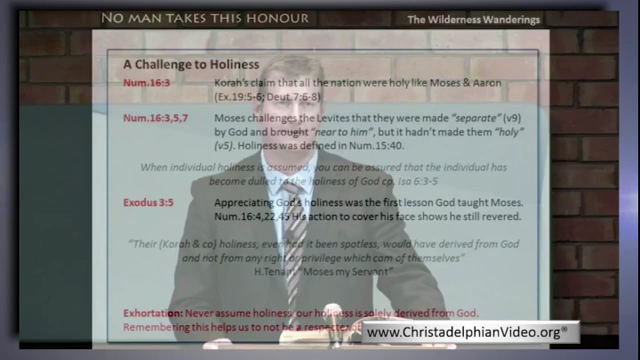 NO MAN TAKES THIS HONOUR
The Wilderness Wanderings
A Challenge to Holiness
Num.16:3 Korah's claim that all the nation were holy like Moses & Aaron
(Ex.19:5-6; Deut.7:6-8)
Num.16:3,5,7 Moses challenges the Levites that they were made "separate" (v9)
by God and brought "near to him", but it hadn't made them "holy"
(v5). Holiness was defined in Num.15:40.
When individual holiness is assumed, you can be assured that the individual has
become dulled to the holiness of God cp, Isa 6:3-5
Exodus 3:5 Appreciating God's holiness was the first lesson God taught Moses.
Num.16:4,22,45 His action to cover his face shows he still revered.
"Their (Korah & co) holiness, even had it been spotless, would have derived from God
and not from any right or privilege which cam of themselves"
H.Tenant "Moses my Servant"
Exhortation: Never assume holiness, our holiness is solely derived from God.
Remembering this helps us to not be a respecter of
www.ChristadelphianVideo.org®